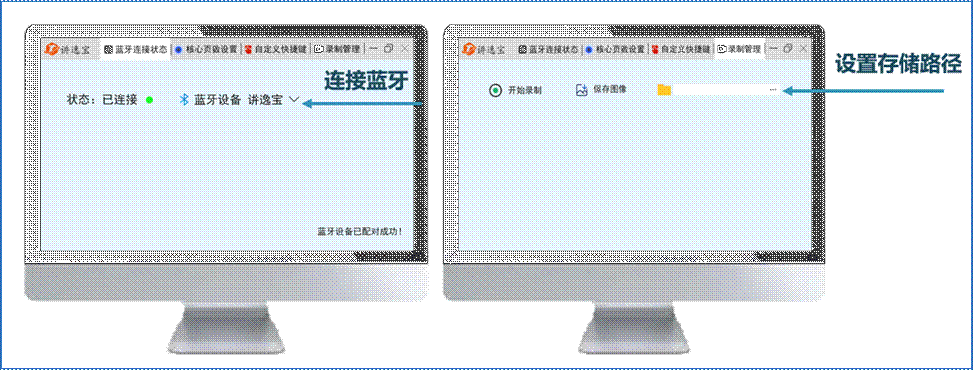 讲逸宝 蓝牙连接状态 核心页做设置 自定义快捷键 录制管理
连接蓝牙
状态：已连接 蓝牙设备 讲逸宝
蓝牙设备已配对成功！
讲逸宝 蓝牙连接状态 核心页做设置 自定义快捷键 录制管理
设置存储路径
开始录制 保存图像 ...